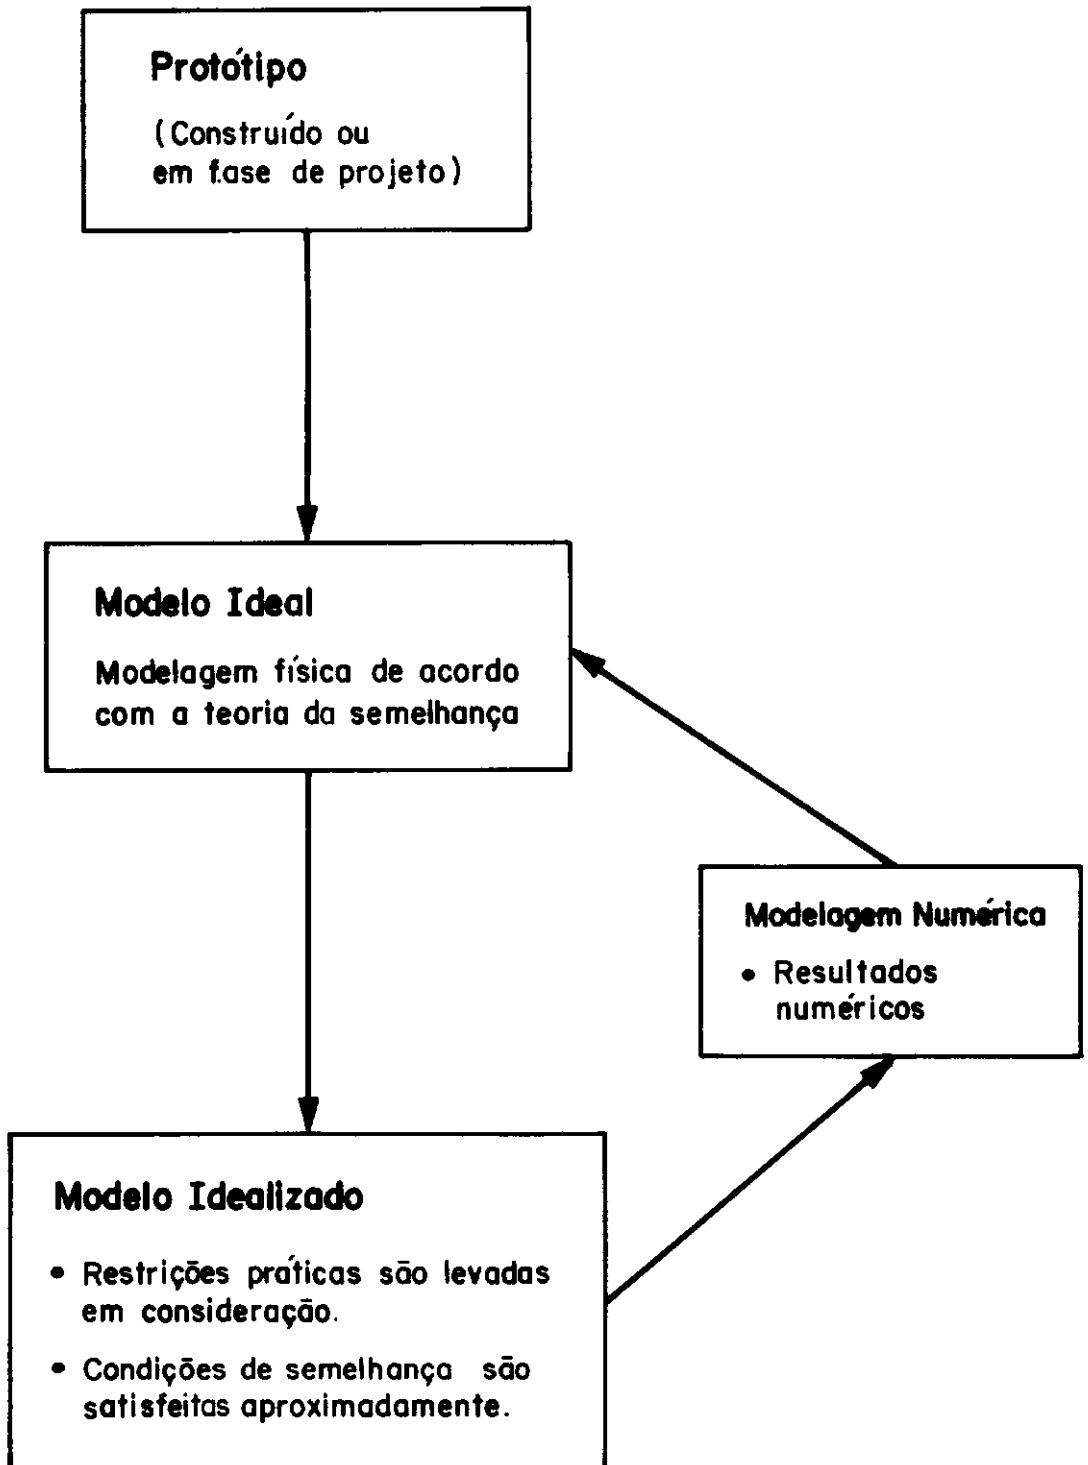 Protótipo
(Construído ou
em fase de projeto)
Modelo Ideal
Modelagem física de acordo
com a teoria da semelhança
Modelagem Numérica
• Resultados
numéricos
Modelo Idealizado
• Restrições práticas são levadas
em consideração.
• Condições de semelhança são
satisfeitas aproximadamente.